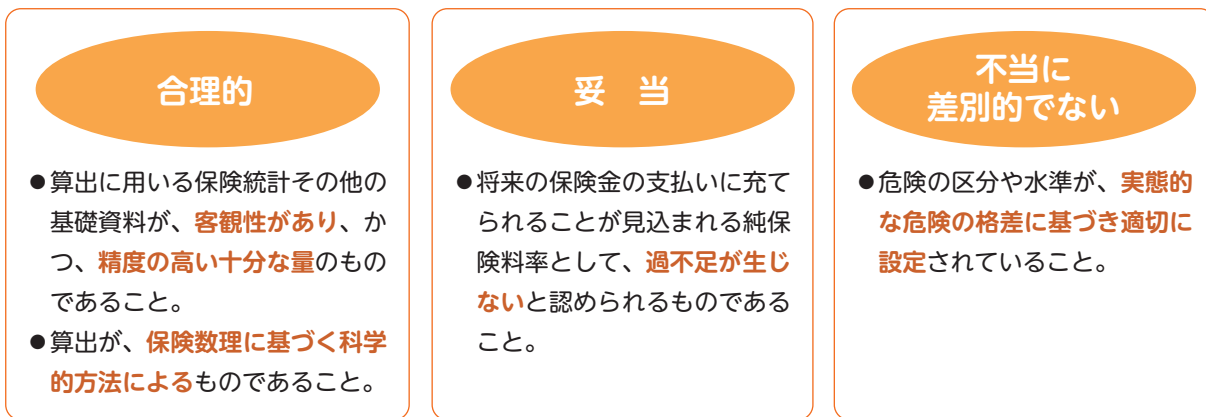 合理的
●算出に用いる保険統計その他の
基礎資料が、客観性があり、か
つ、精度の高い十分な量のもの
であること。
●算出が、保険数理に基づく科学
的方法によるものであること。
妥　当
●将来の保険金の支払いに充て
られることが見込まれる純保
険料率として、過不足が生じ
ないと認められるものである
こと。
不当に
差別的でない
●危険の区分や水準が、実態的
な危険の格差に基づき適切に
設定されていること。